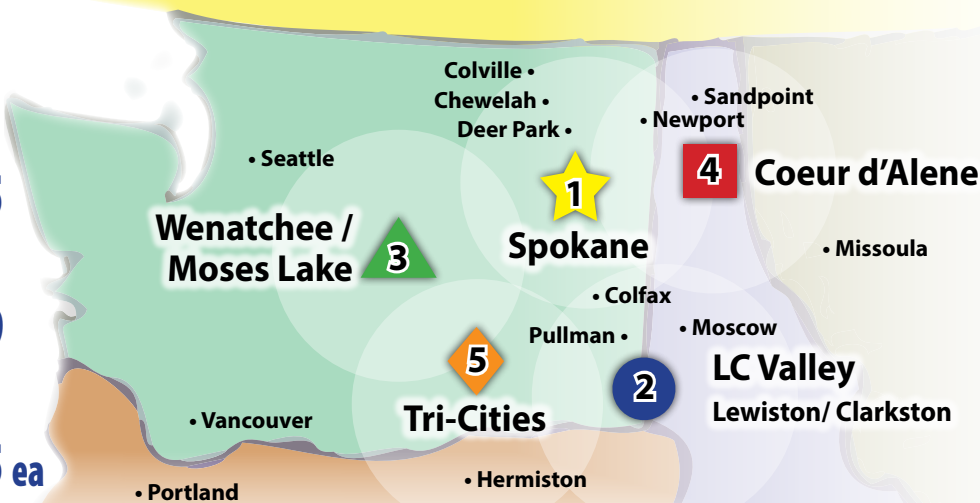 Colville •
Chewelah •
Deer Park •
• Sandpoint
• Newport
• Seattle
1
4
Coeur d’Alene
Wenatchee /
Moses Lake
3
Spokane
• Missoula
• Colfax
Pullman •
• Moscow
5
2
LC Valley
Lewiston/ Clarkston
Tri-Cities
• Vancouver
ea
• Hermiston
• Portland